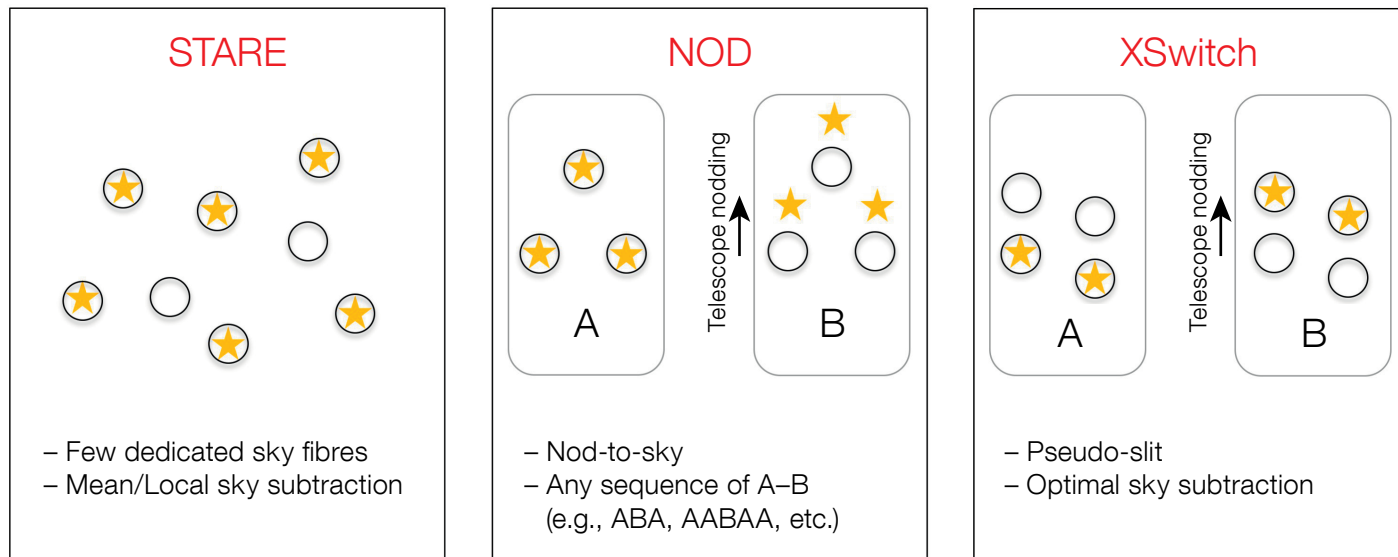 STARE
– Few dedicated sky fibres
– Mean/Local sky subtraction
NOD
Telescope nodding
A
B
– Nod-to-sky
– Any sequence of A–B
(e.g., ABA, AABAA, etc.)
XSwitch
Telescope nodding
A
B
– Pseudo-slit
– Optimal sky subtraction